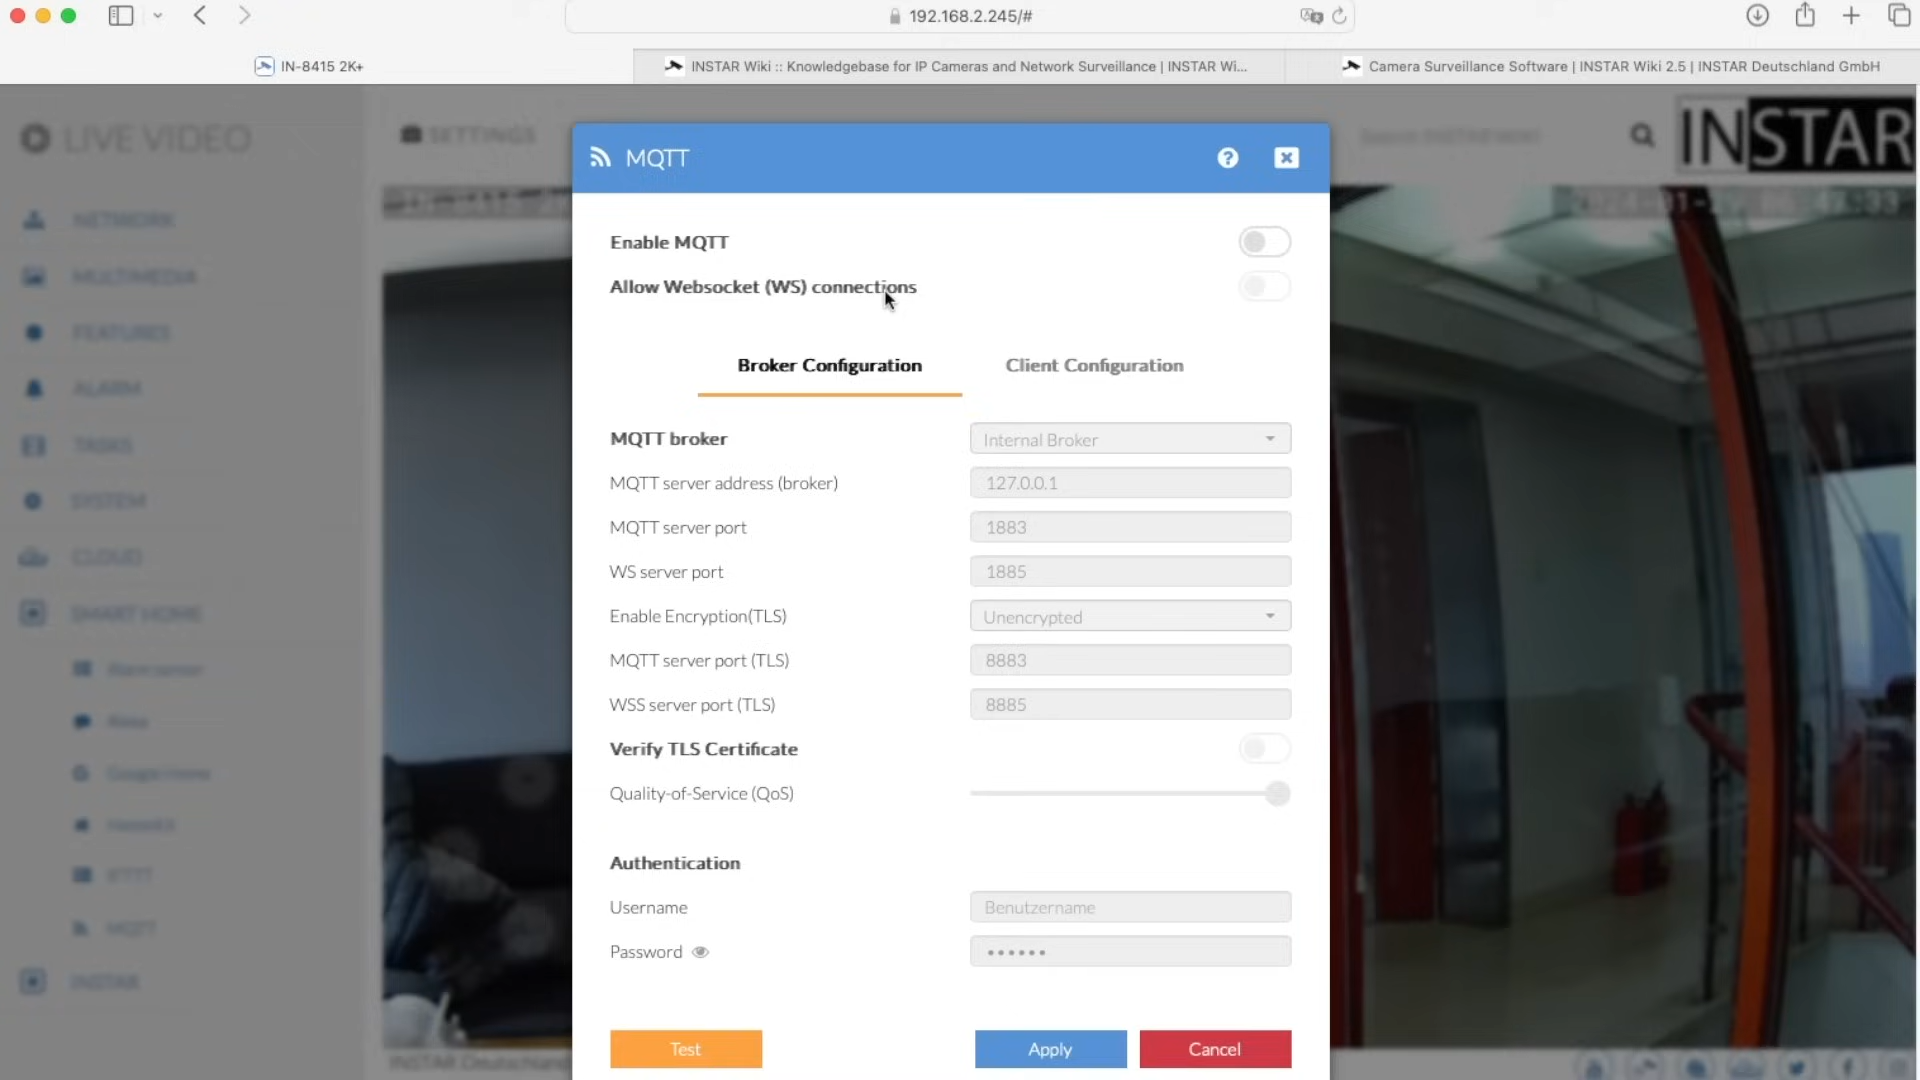 192.168.2.245/#
IN-8415 2K+
INSTAR Wiki :: Knowledgebase for IP Cameras and Network Surveillance | INSTAR Wi...
Camera Surveillance Software | INSTAR Wiki 2.5 | INSTAR Deutschland GmbH
LIVE VIDEO
SETTINGS
INSTAR
MQTT
NETWORK
MULTIMEDIA
FEATURES
ALARM
TASKS
SYSTEM
CLOUD
SMART HOME
Alarmserver
Alexa
Google Home
HomeKit
IFTTT
MQTT
INSTAR
Enable MQTT
Allow Websocket (WS) connections
Broker Configuration
Client Configuration
MQTT broker
Internal Broker
MQTT server address (broker)
127.0.0.1
MQTT server port
1883
WS server port
1885
Enable Encryption(TLS)
Unencrypted
MQTT server port (TLS)
8883
WSS server port (TLS)
8885
Verify TLS Certificate
Quality-of-Service (QoS)
Authentication
Username
Benutzername
Password
Test
Apply
Cancel
INSTAR Deutschland